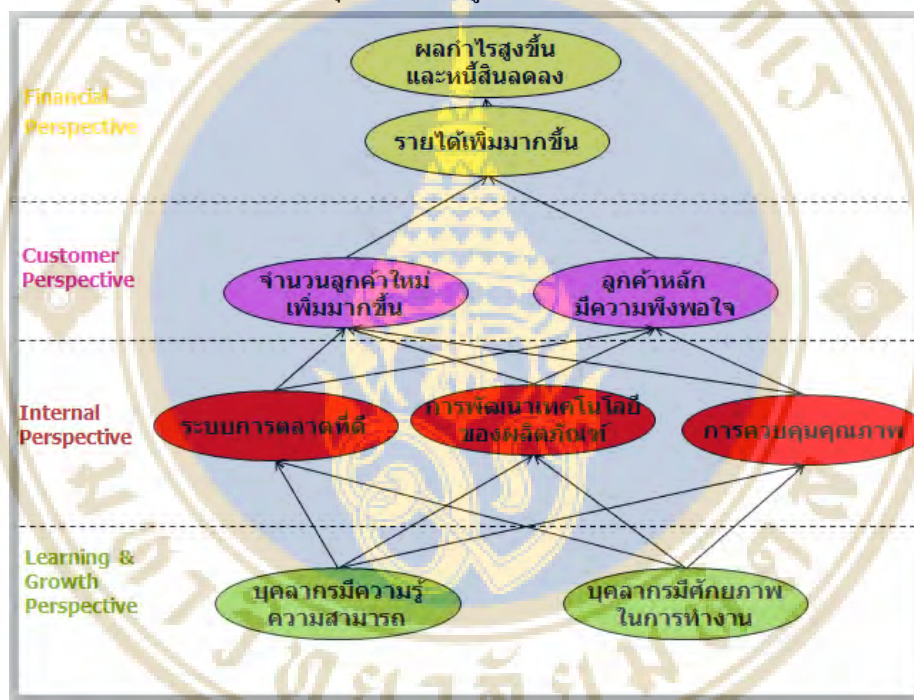 ผลกำไรสูงขึ้น
และหนี้สินลดลง
Financial
Perspective
รายได้เพิ่มมากขึ้น
Customer
Perspective
จำนวนลูกค้าใหม่
เพิ่มมากขึ้น
ลูกค้าหลัก
มีความพึงพอใจ
Internal
Perspective
ระบบการตลาดที่ดี
การพัฒนาเทคโนโลยี
ของผลิตภัณฑ์
การควบคุมคุณภาพ
Learning &
Growth
Perspective
บุคลากรมีความรู้
ความสามารถ
บุคลากรมีศักยภาพ
ในการทำงาน